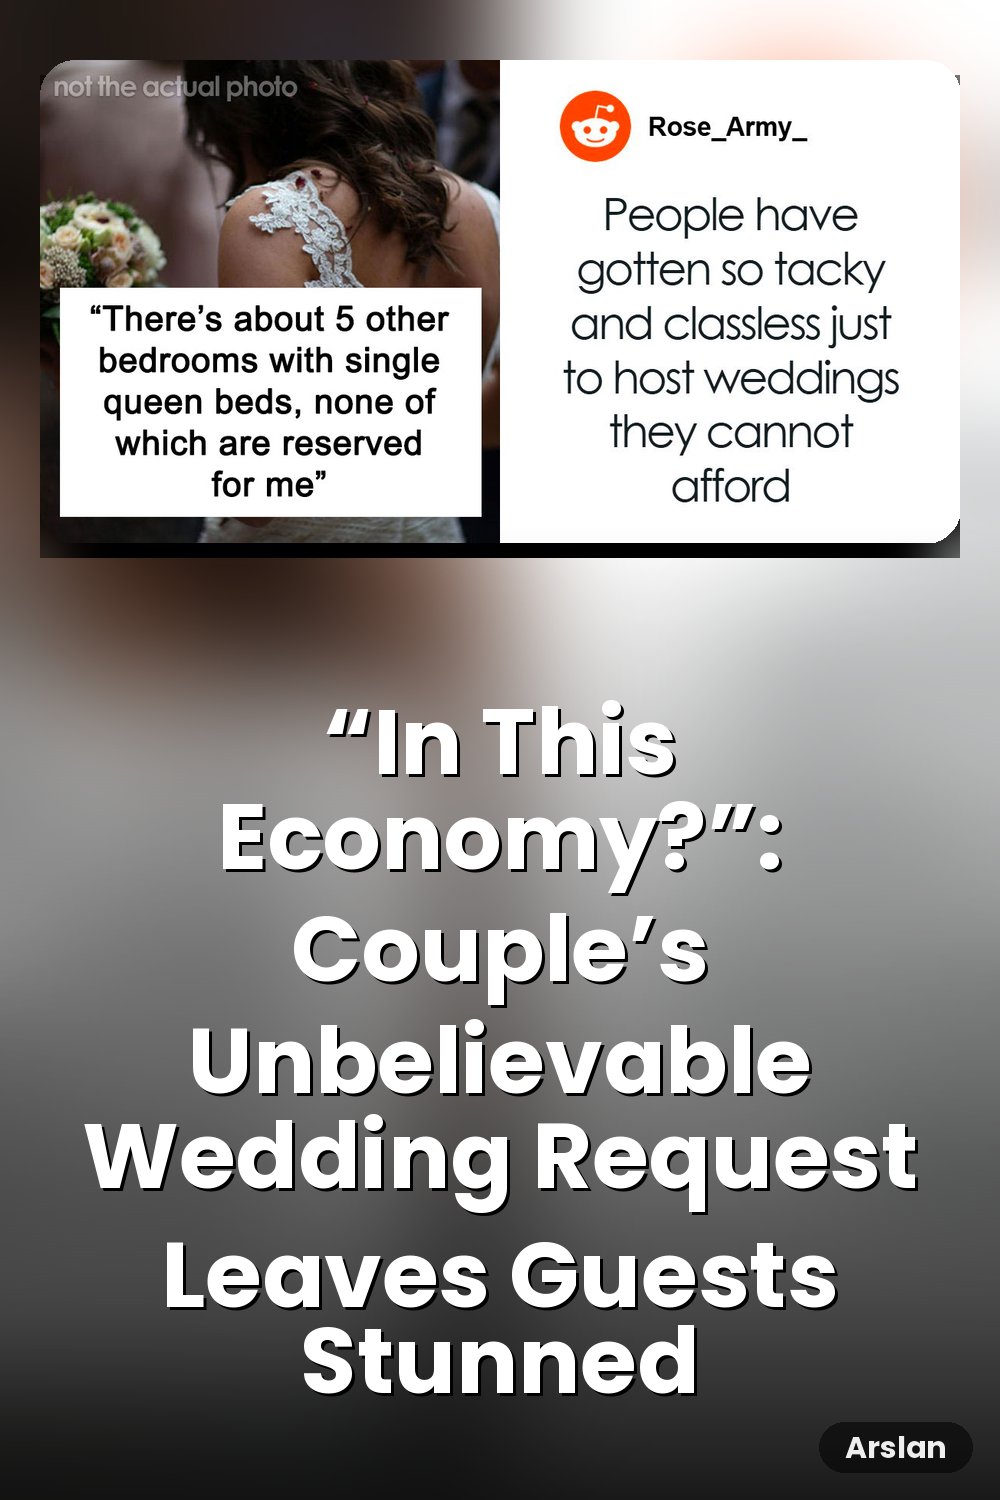 not the actual photo
“There’s about 5 other
bedrooms with single
queen beds, none of
which are reserved
for me”
Rose_Army_
People have
gotten so tacky
and classless just
to host weddings
they cannot
afford
“In This
Economy?”:
Couple’s
Unbelievable
Wedding Request
Leaves Guests
Stunned
Arslan